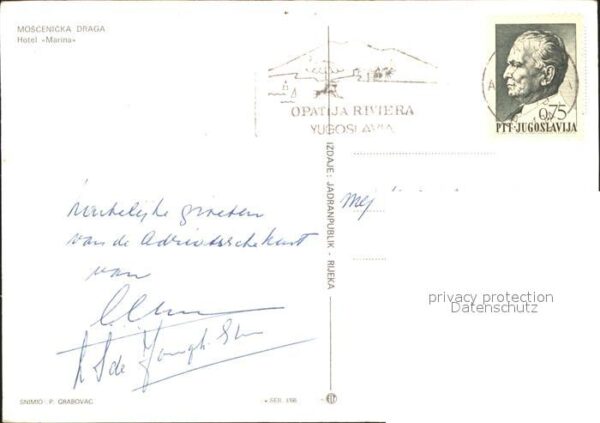 MOŠĆENIČKA DRAGA
Hotel »Marina«
OPATIJA RIVIERA
YUGOSLAVIA
0,75
PTT-JUGOSLAVIJA
IZDAJE: JADRANPUBLIK - RIJEKA
Hartelijke groeten
van de Adriatische kust
van
Mej
privacy protection
Datenschutz
SNIMIO: P. GRABOVAC